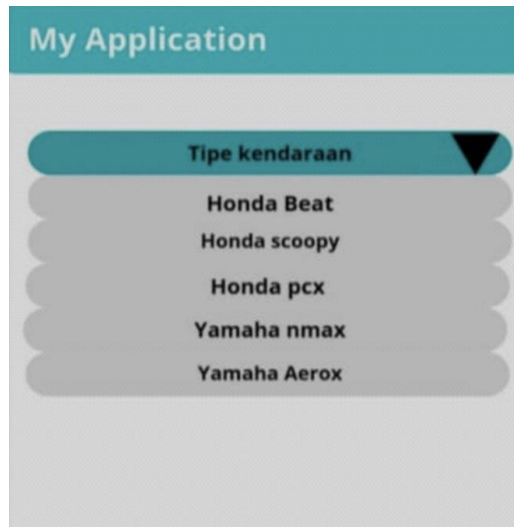 My Application
Tipe kendaraan
Honda Beat
Honda scoopy
Honda pcx
Yamaha nmax
Yamaha Aerox